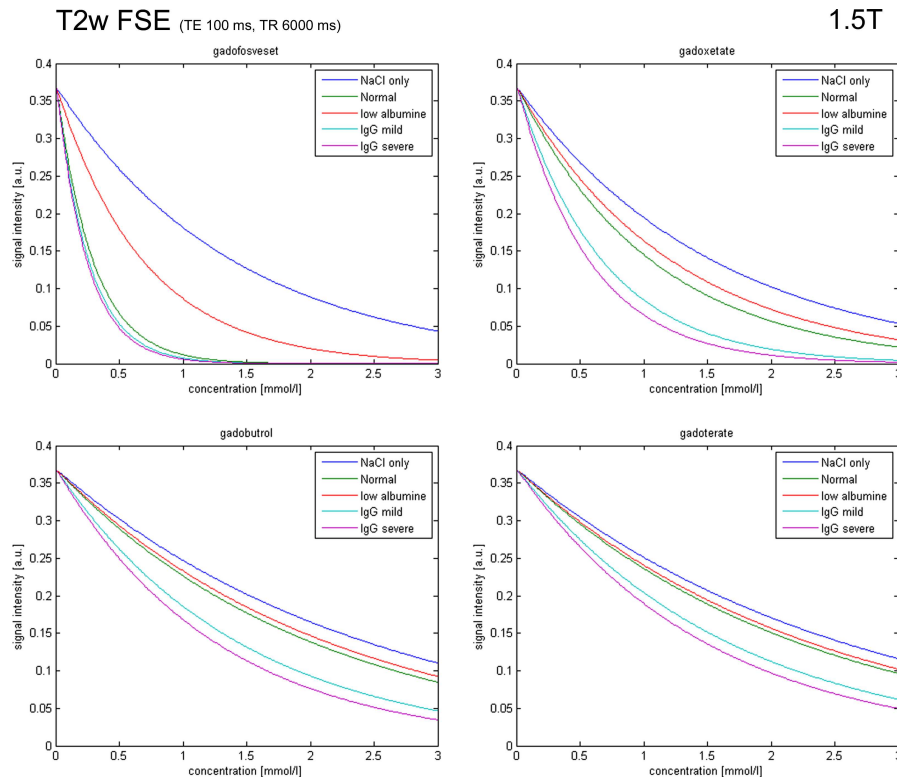 T2w FSE (TE 100 ms, TR 6000 ms)
1.5T
gadofosveset
signal intensity [a.u.]
0.4
0.35
0.3
0.25
0.2
0.15
0.1
0.05
0
0 0.5 1 1.5 2 2.5 3
concentration [mmol/l]
NaCl only
Normal
low albumine
IgG mild
IgG severe
gadoxetate
signal intensity [a.u.]
0.4
0.35
0.3
0.25
0.2
0.15
0.1
0.05
0
0 0.5 1 1.5 2 2.5 3
concentration [mmol/l]
NaCl only
Normal
low albumine
IgG mild
IgG severe
gadobutrol
signal intensity [a.u.]
0.4
0.35
0.3
0.25
0.2
0.15
0.1
0.05
0
0 0.5 1 1.5 2 2.5 3
concentration [mmol/l]
NaCl only
Normal
low albumine
IgG mild
IgG severe
gadoterate
signal intensity [a.u.]
0.4
0.35
0.3
0.25
0.2
0.15
0.1
0.05
0
0 0.5 1 1.5 2 2.5 3
concentration [mmol/l]
NaCl only
Normal
low albumine
IgG mild
IgG severe